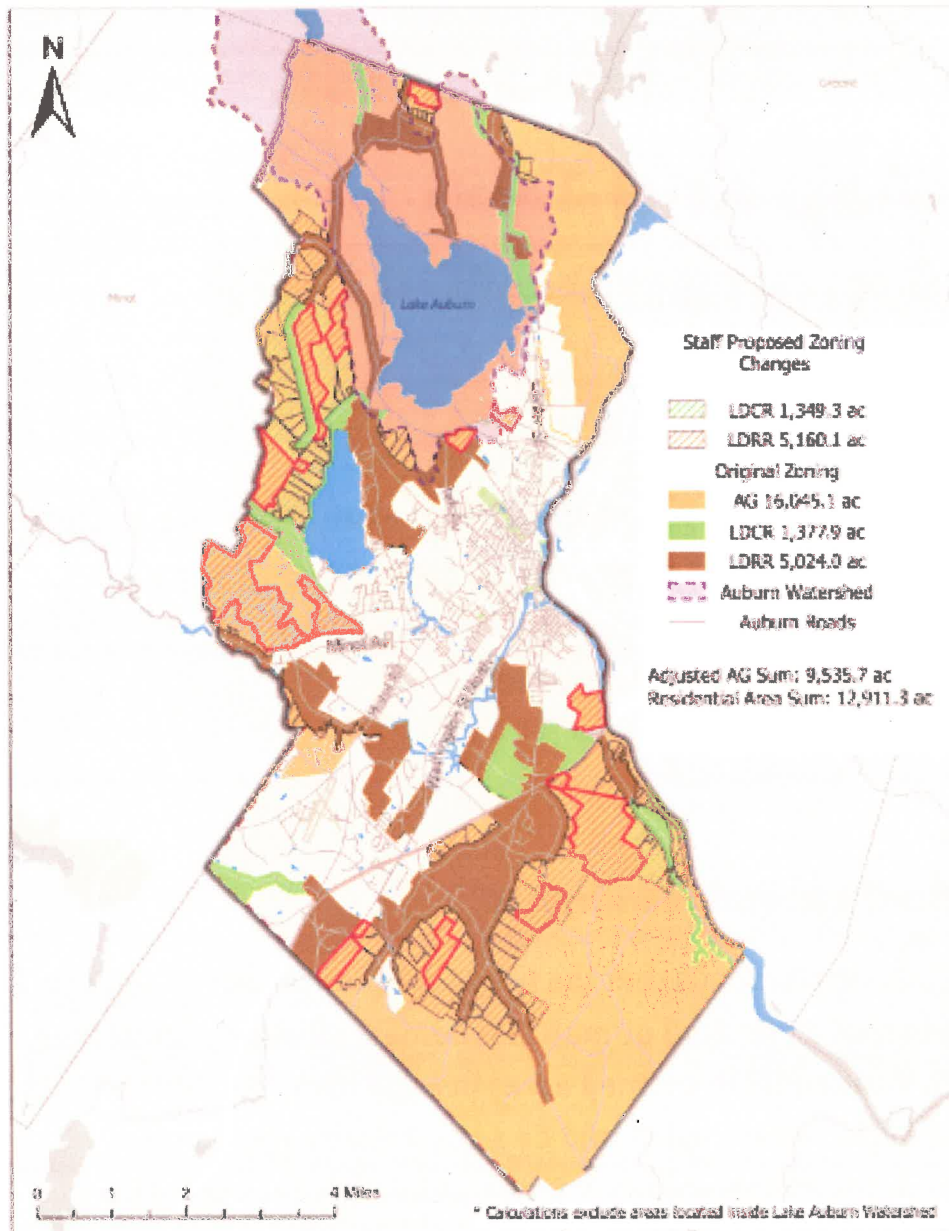 N
Lake Auburn
Minot
Staff Proposed Zoning
Changes
LDCR 1,349.3 ac
LDRR 5,160.1 ac
Original Zoning
AG 16,045.1 ac
LDCR 1,377.9 ac
LDRR 5,024.0 ac
Auburn Watershed
Auburn Roads
Adjusted AG Sum: 9,535.7 ac
Residential Area Sum: 12,911.3 ac
Minot Av
0 1 2 4 Miles
* Calculations exclude areas located inside Lake Auburn Watershed